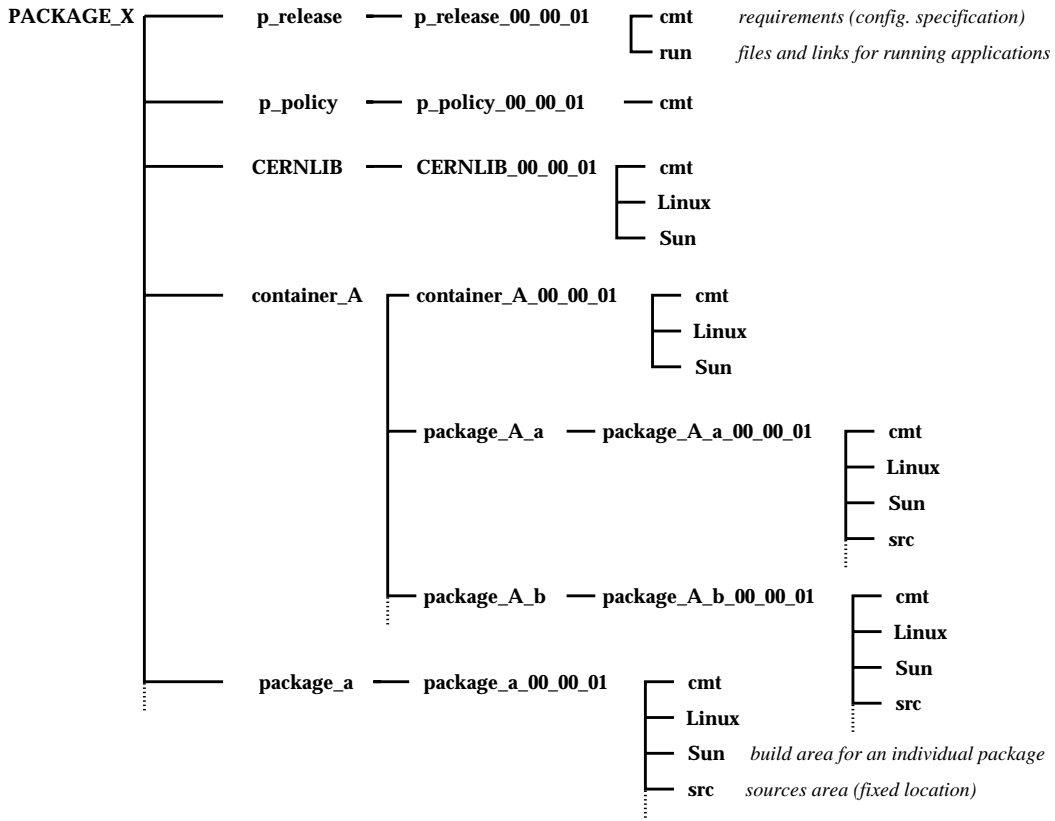 PACKAGE_X p_release p_release_00_00_01 cmt requirements (config. specification)
run files and links for running applications
p_policy p_policy_00_00_01 cmt
CERNLIB CERNLIB_00_00_01 cmt
Linux
Sun
container_A container_A_00_00_01 cmt
Linux
Sun
package_A_a package_A_a_00_00_01 cmt
Linux
Sun
src
package_A_b package_A_b_00_00_01 cmt
Linux
Sun
src
package_a package_a_00_00_01 cmt
Linux
Sun build area for an individual package
src sources area (fixed location)